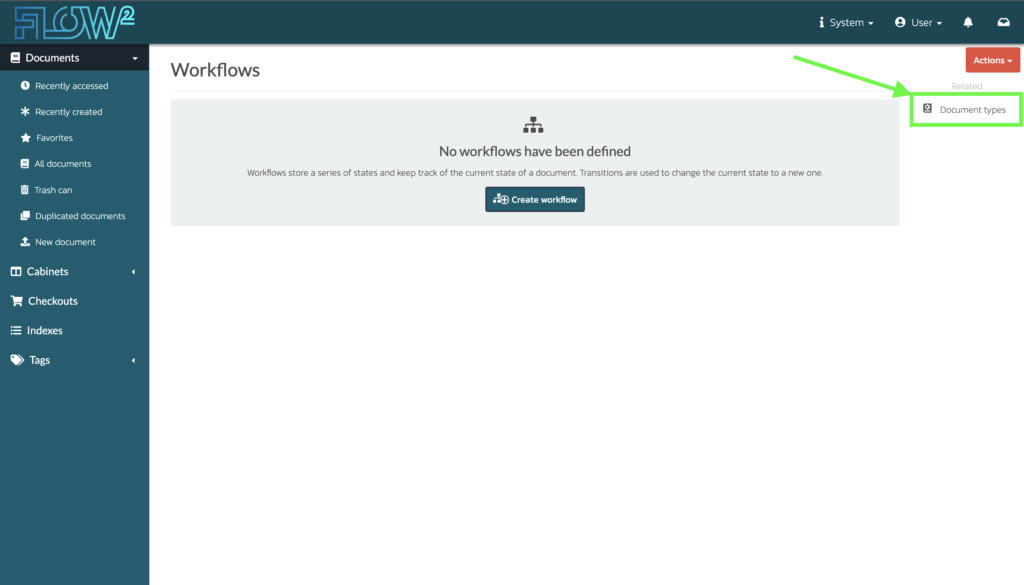 FLOW2
System
User
Documents
Recently accessed
Recently created
Favorites
All documents
Trash can
Duplicated documents
New document
Cabinets
Checkouts
Indexes
Tags
Workflows
No workflows have been defined
Workflows store a series of states and keep track of the current state of a document. Transitions are used to change the current state to a new one.
Create workflow
Actions
Related
Document types